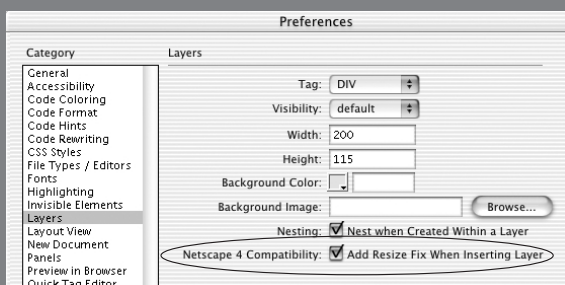 Preferences
Category
General
Accessibility
Code Coloring
Code Format
Code Hints
Code Rewriting
CSS Styles
File Types / Editors
Fonts
Highlighting
Invisible Elements
Layers
Layout View
New Document
Panels
Preview in Browser
Quick Tag Editor
Layers
Tag: DIV
Visibility: default
Width: 200
Height: 115
Background Color:
Background Image: Browse...
Nesting: Nest when Created Within a Layer
Netscape 4 Compatibility: Add Resize Fix When Inserting Layer